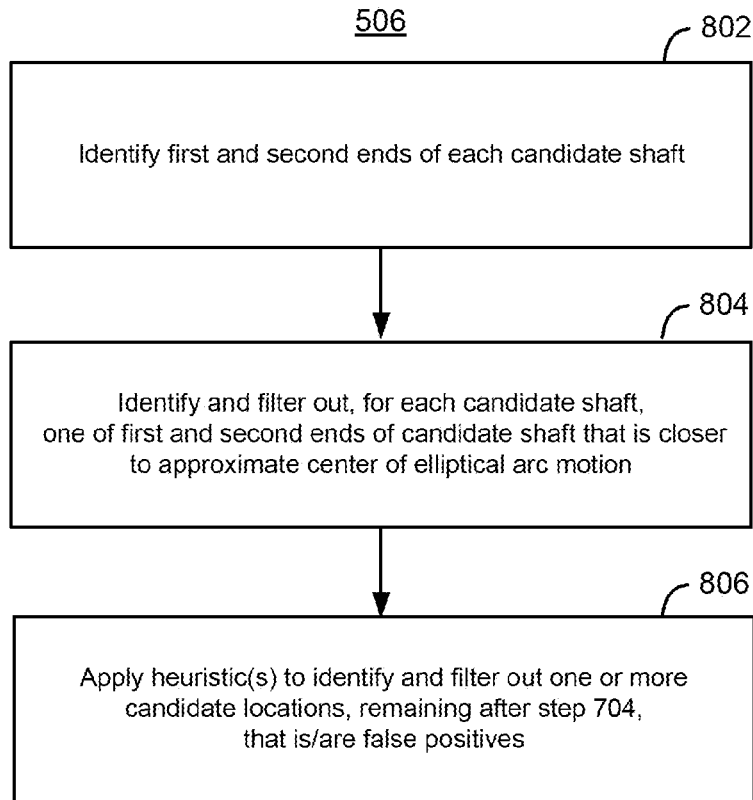 506
802
Identify first and second ends of each candidate shaft
804
Identify and filter out, for each candidate shaft,
one of first and second ends of candidate shaft that is closer
to approximate center of elliptical arc motion
806
Apply heuristic(s) to identify and filter out one or more
candidate locations, remaining after step 704,
that is/are false positives